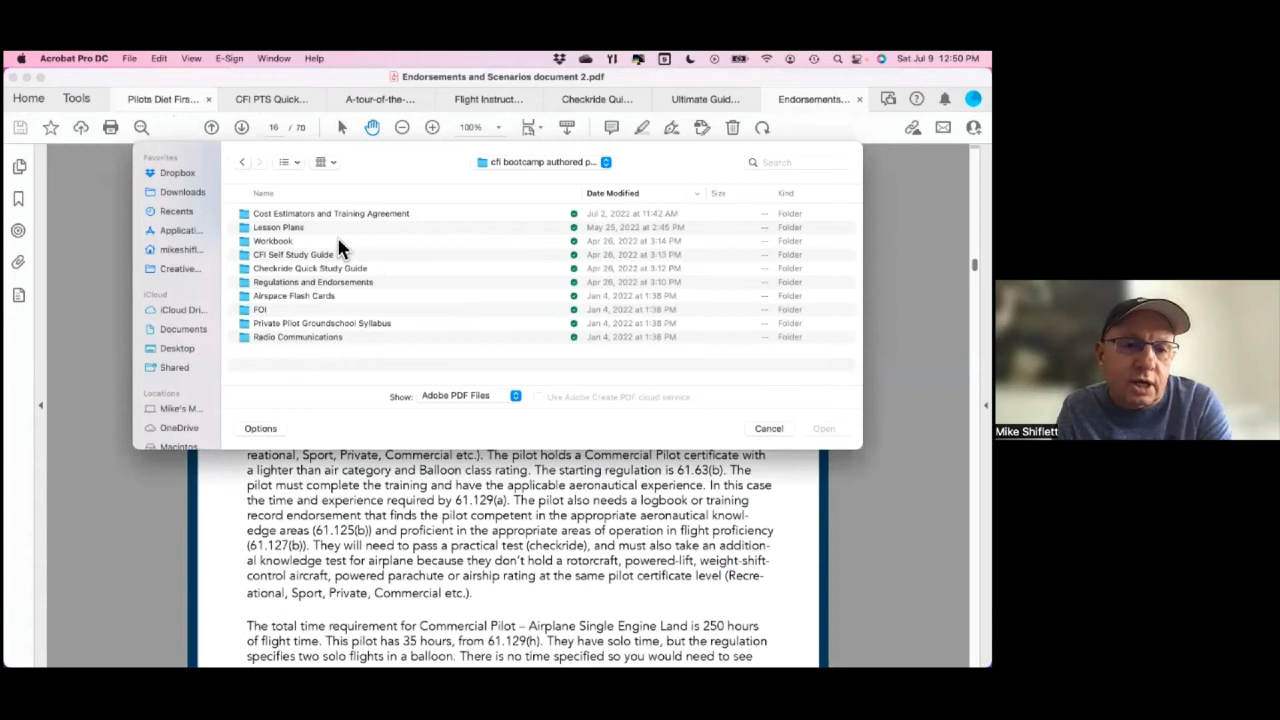 Acrobat Pro DC File Edit View E-Sign Window Help Sat Jul 9 12:50 PM
Endorsements and Scenarios document 2.pdf
Home Tools Pilots Diet Firs... × CFI PTS Quick... A-tour-of-the-... Flight Instruct... Checkride Qui... Ultimate Guid... Endorsements... ×
16 / 70 100%
Favorites
Dropbox
Downloads
Recents
Applicati...
mikeshifl...
Creative...
iCloud
iCloud Dri...
Documents
Desktop
Shared
Locations
Mike's M...
OneDrive
Macintos...
cfi bootcamp authored p... Search
Name Date Modified Size Kind
Cost Estimators and Training Agreement Jul 2, 2022 at 11:42 AM -- Folder
Lesson Plans May 25, 2022 at 2:45 PM -- Folder
Workbook Apr 26, 2022 at 3:14 PM -- Folder
CFI Self Study Guide Apr 26, 2022 at 3:13 PM -- Folder
Checkride Quick Study Guide Apr 26, 2022 at 3:12 PM -- Folder
Regulations and Endorsements Apr 26, 2022 at 3:10 PM -- Folder
Airspace Flash Cards Jan 4, 2022 at 1:38 PM -- Folder
FOI Jan 4, 2022 at 1:38 PM -- Folder
Private Pilot Groundschool Syllabus Jan 4, 2022 at 1:38 PM -- Folder
Radio Communications Jan 4, 2022 at 1:38 PM -- Folder
Show: Adobe PDF Files Use Adobe Create PDF cloud service
Options Cancel Open
Mike Shiflett
reational, Sport, Private, Commercial etc.). The pilot holds a Commercial Pilot certificate with
a lighter than air category and Balloon class rating. The starting regulation is 61.63(b). The
pilot must complete the training and have the applicable aeronautical experience. In this case
the time and experience required by 61.129(a). The pilot also needs a logbook or training
record endorsement that finds the pilot competent in the appropriate aeronautical knowl-
edge areas (61.125(b)) and proficient in the appropriate areas of operation in flight proficiency
(61.127(b)). They will need to pass a practical test (checkride), and must also take an addition-
al knowledge test for airplane because they don't hold a rotorcraft, powered-lift, weight-shift-
control aircraft, powered parachute or airship rating at the same pilot certificate level (Recre-
ational, Sport, Private, Commercial etc.).
The total time requirement for Commercial Pilot – Airplane Single Engine Land is 250 hours
of flight time. This pilot has 35 hours, from 61.129(h). They have solo time, but the regulation
specifies two solo flights in a balloon. There is no time specified so you would need to see